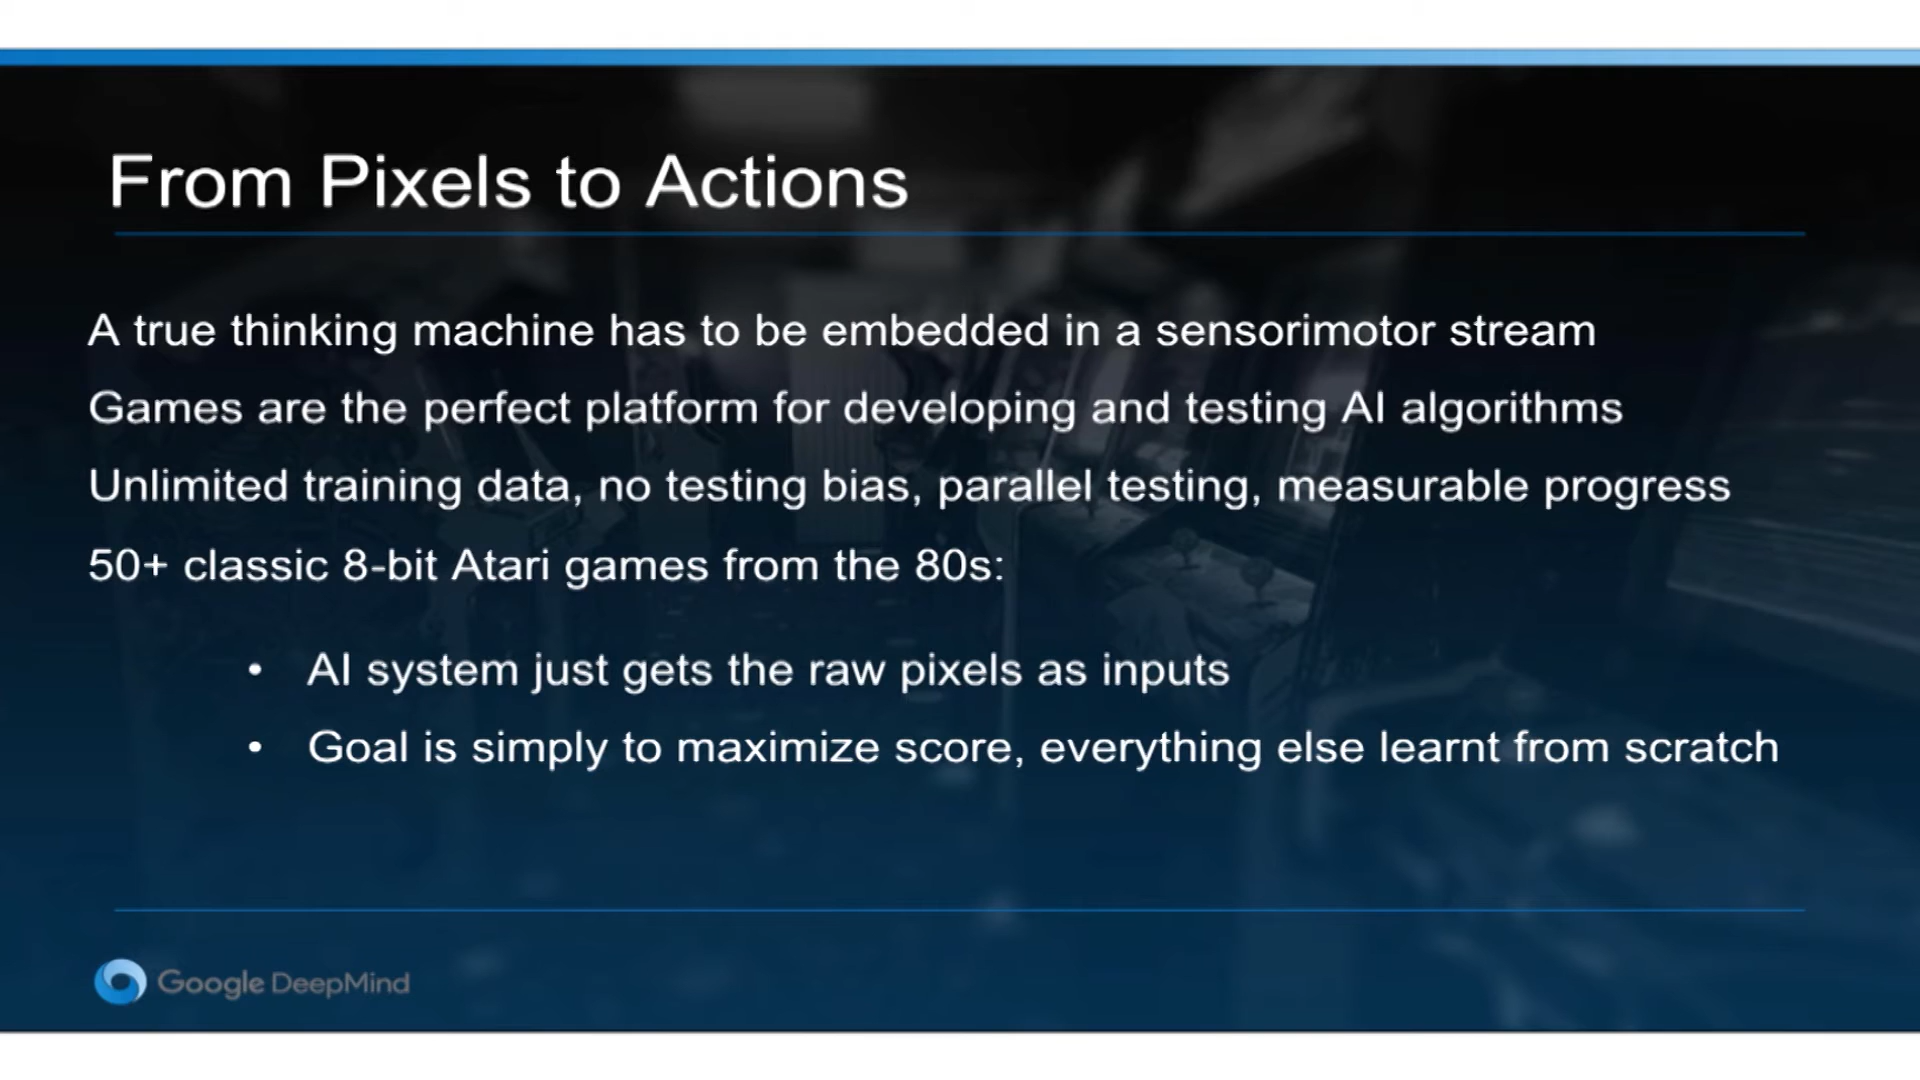 From Pixels to Actions
A true thinking machine has to be embedded in a sensorimotor stream
Games are the perfect platform for developing and testing AI algorithms
Unlimited training data, no testing bias, parallel testing, measurable progress
50+ classic 8-bit Atari games from the 80s:
• AI system just gets the raw pixels as inputs
• Goal is simply to maximize score, everything else learnt from scratch
Google DeepMind